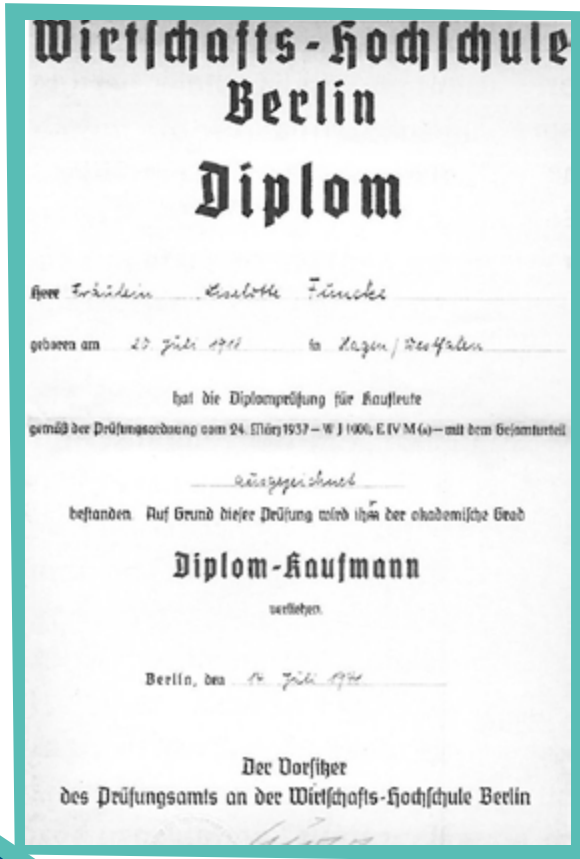 Wirtschafts-Hochschule
Berlin
Diplom
Herr Fräulein Liselotte Funcke
geboren am 20. Juli 1918 in Hagen/Westfalen
hat die Diplomprüfung für Kaufleute
gemäß der Prüfungsordnung vom 24. März 1937 – W J 1000, E IV M (a) – mit dem Gesamturteil
ausgezeichnet
bestanden. Auf Grund dieser Prüfung wird ihr der akademische Grad
Diplom-Kaufmann
verliehen.
Berlin, den 14. Juli 1941
Der Vorsitzer
des Prüfungsamts an der Wirtschafts-Hochschule Berlin